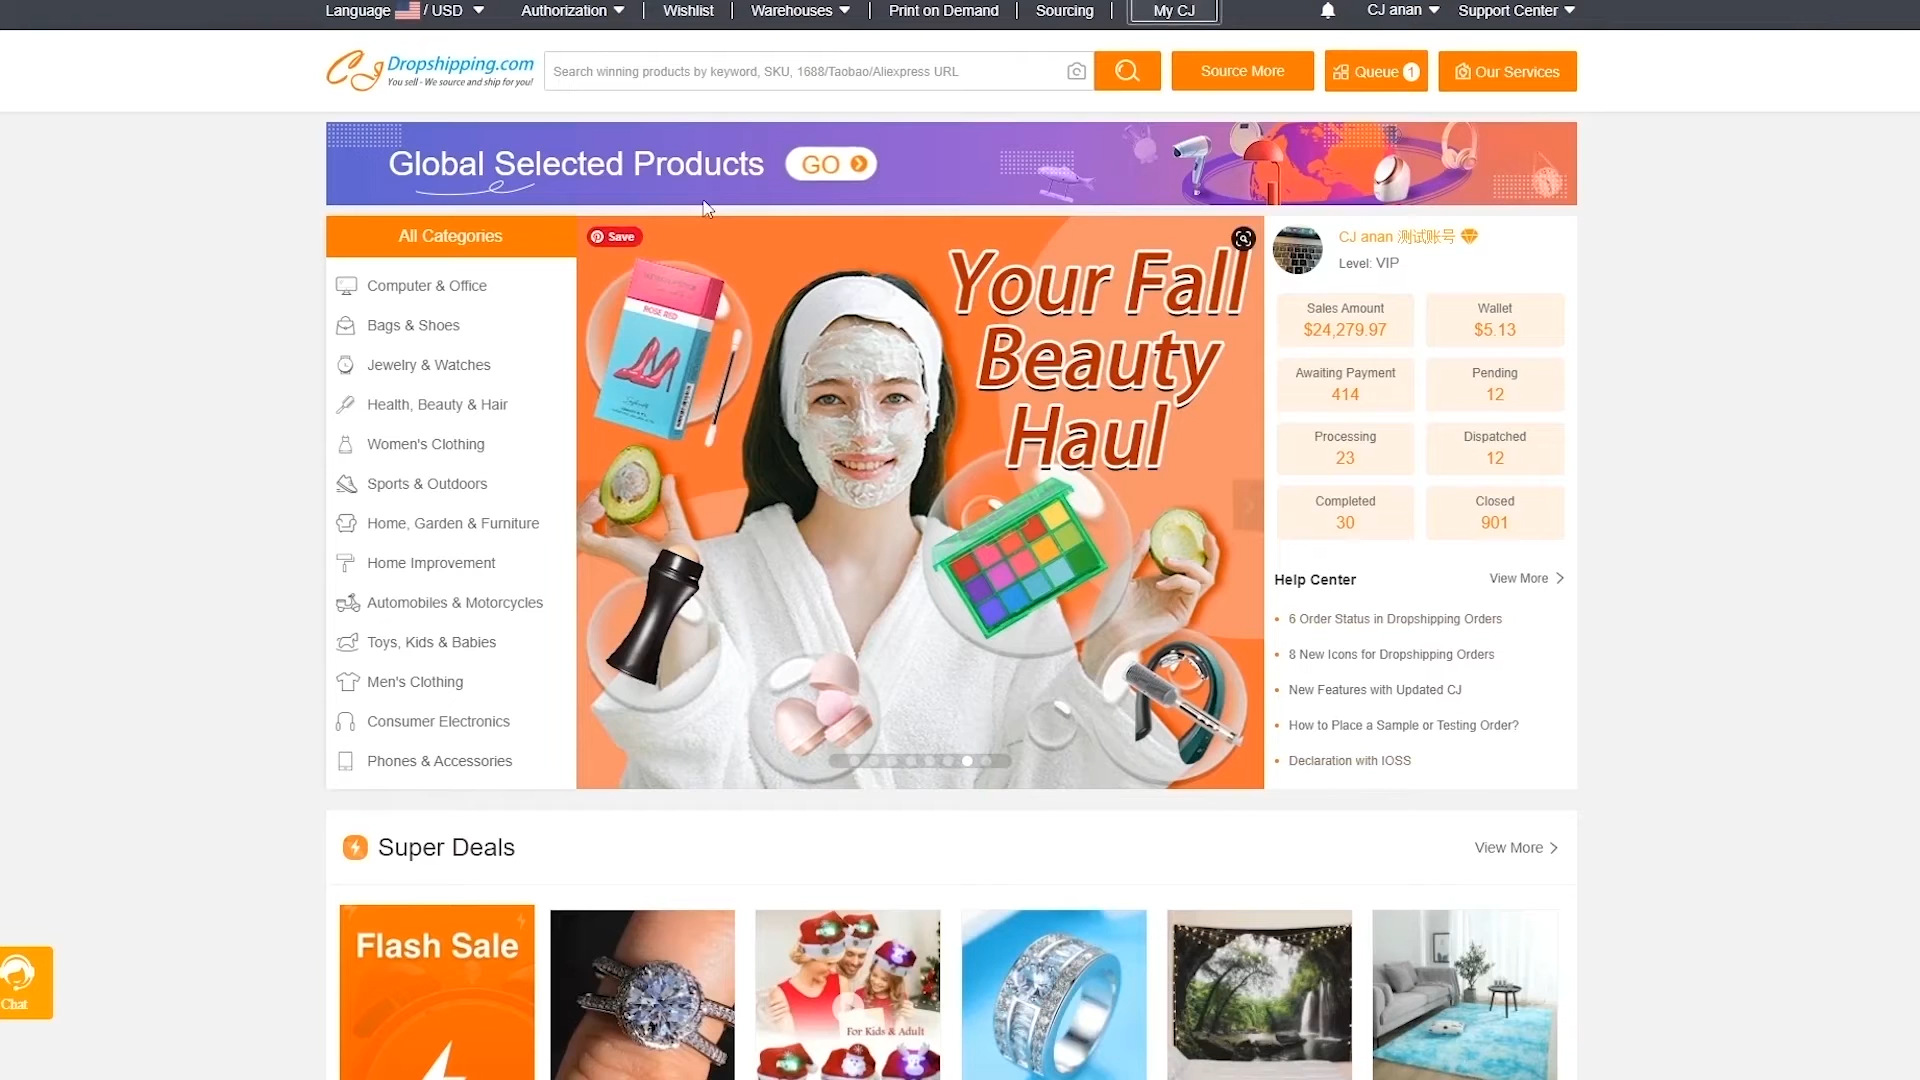 Language / USD
Authorization
Wishlist
Warehouses
Print on Demand
Sourcing
My CJ
CJ anan
Support Center
CJ Dropshipping.com
You sell - We source and ship for you!
Search winning products by keyword, SKU, 1688/Taobao/Aliexpress URL
Source More
Queue 1
Our Services
Global Selected Products
GO
All Categories
Computer & Office
Bags & Shoes
Jewelry & Watches
Health, Beauty & Hair
Women's Clothing
Sports & Outdoors
Home, Garden & Furniture
Home Improvement
Automobiles & Motorcycles
Toys, Kids & Babies
Men's Clothing
Consumer Electronics
Phones & Accessories
Save
ROSE RED
Your Fall
Beauty
Haul
CJ anan 测试账号
Level: VIP
Sales Amount
$24,279.97
Wallet
$5.13
Awaiting Payment
414
Pending
12
Processing
23
Dispatched
12
Completed
30
Closed
901
Help Center
View More
6 Order Status in Dropshipping Orders
8 New Icons for Dropshipping Orders
New Features with Updated CJ
How to Place a Sample or Testing Order?
Declaration with IOSS
Super Deals
View More
Flash Sale
For Kids & Adult
Chat